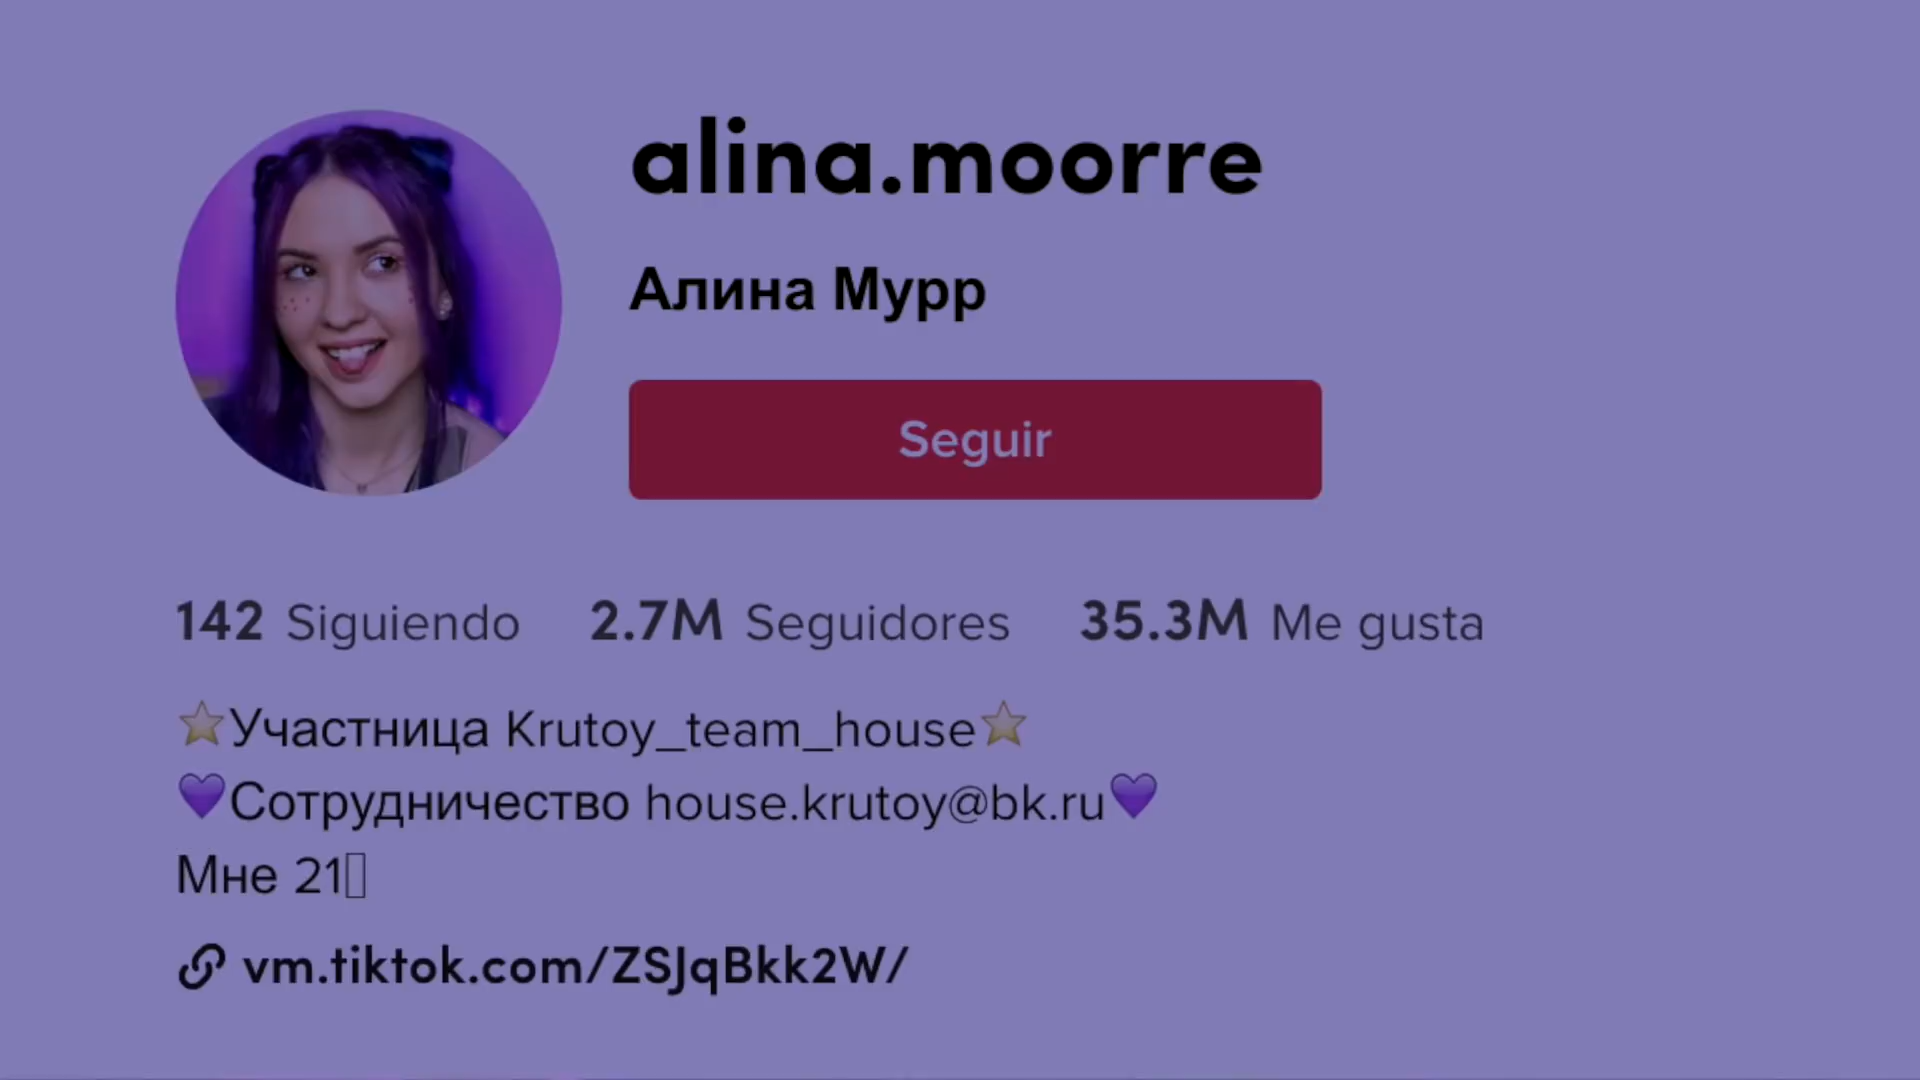 alina.moorre
Алина Мурр
Seguir
142 Siguiendo 2.7M Seguidores 35.3M Me gusta
⭐Участница Krutoy_team_house⭐
💜Сотрудничество house.krutoy@bk.ru💜
Мне 21
vm.tiktok.com/ZSJqBkk2W/